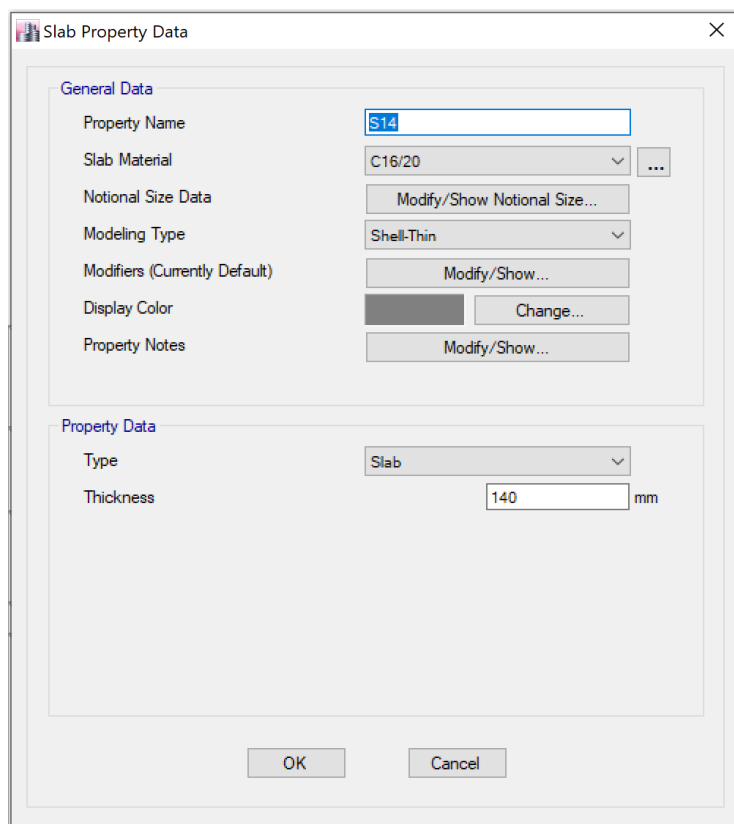 Slab Property Data
General Data
Property Name S14
Slab Material C16/20 ...
Notional Size Data Modify/Show Notional Size...
Modeling Type Shell-Thin
Modifiers (Currently Default) Modify/Show...
Display Color Change...
Property Notes Modify/Show...
Property Data
Type Slab
Thickness 140 mm
OK Cancel